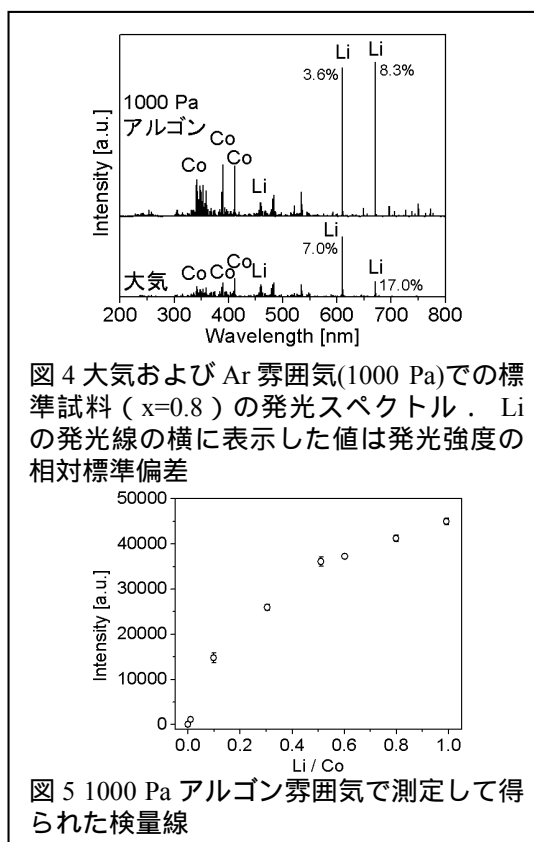 Li Li
3.6% 8.3%
1000 Pa
アルゴン
Co
Co Co
Li
Intensity [a.u.]
Li
7.0%
大気
Co Co Co Li
Li
17.0%
200 300 400 500 600 700 800
Wavelength [nm]
図 4 大気および Ar 雰囲気(1000 Pa)での標
準試料（x=0.8）の発光スペクトル． Li
の発光線の横に表示した値は発光強度の
相対標準偏差
50000
40000
30000
20000
10000
0
Intensity [a.u.]
0.0 0.2 0.4 0.6 0.8 1.0
Li / Co
図 5 1000 Pa アルゴン雰囲気で測定して得
られた検量線